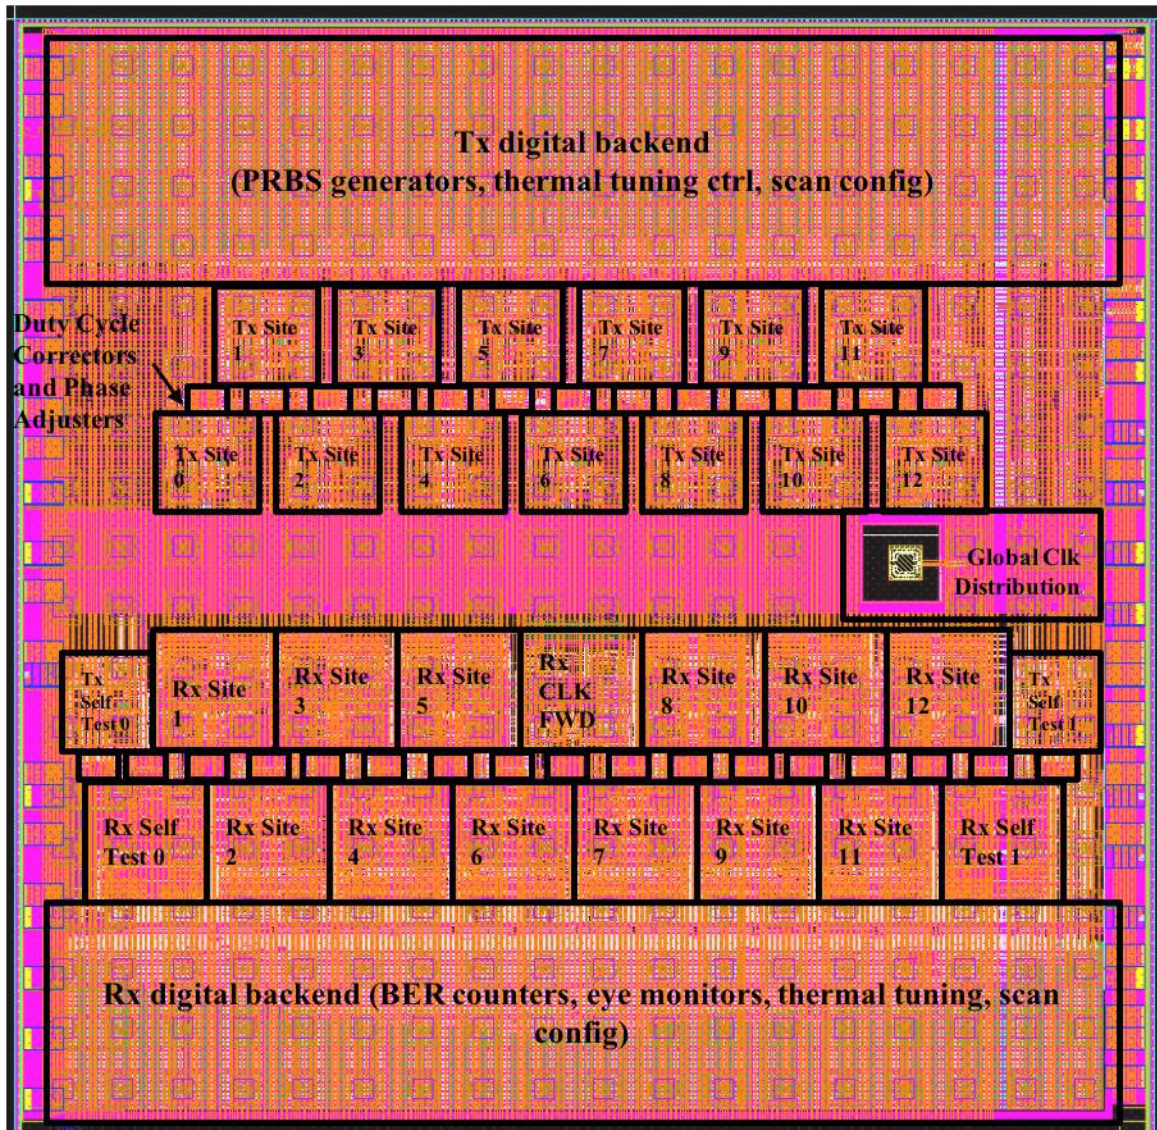 Tx digital backend
(PRBS generators, thermal tuning ctrl, scan config)
Duty Cycle
Correctors
and Phase
Adjusters
Tx Site
1
Tx Site
3
Tx Site
5
Tx Site
7
Tx Site
9
Tx Site
11
Tx Site
0
Tx Site
2
Tx Site
4
Tx Site
6
Tx Site
8
Tx Site
10
Tx Site
12
Global Clk
Distribution
Tx
Self
Test 0
Rx Site
1
Rx Site
3
Rx Site
5
Rx
CLK
FWD
Rx Site
8
Rx Site
10
Rx Site
12
Tx
Self
Test 1
Rx Self
Test 0
Rx Site
2
Rx Site
4
Rx Site
6
Rx Site
7
Rx Site
9
Rx Site
11
Rx Self
Test 1
Rx digital backend (BER counters, eye monitors, thermal tuning, scan
config)